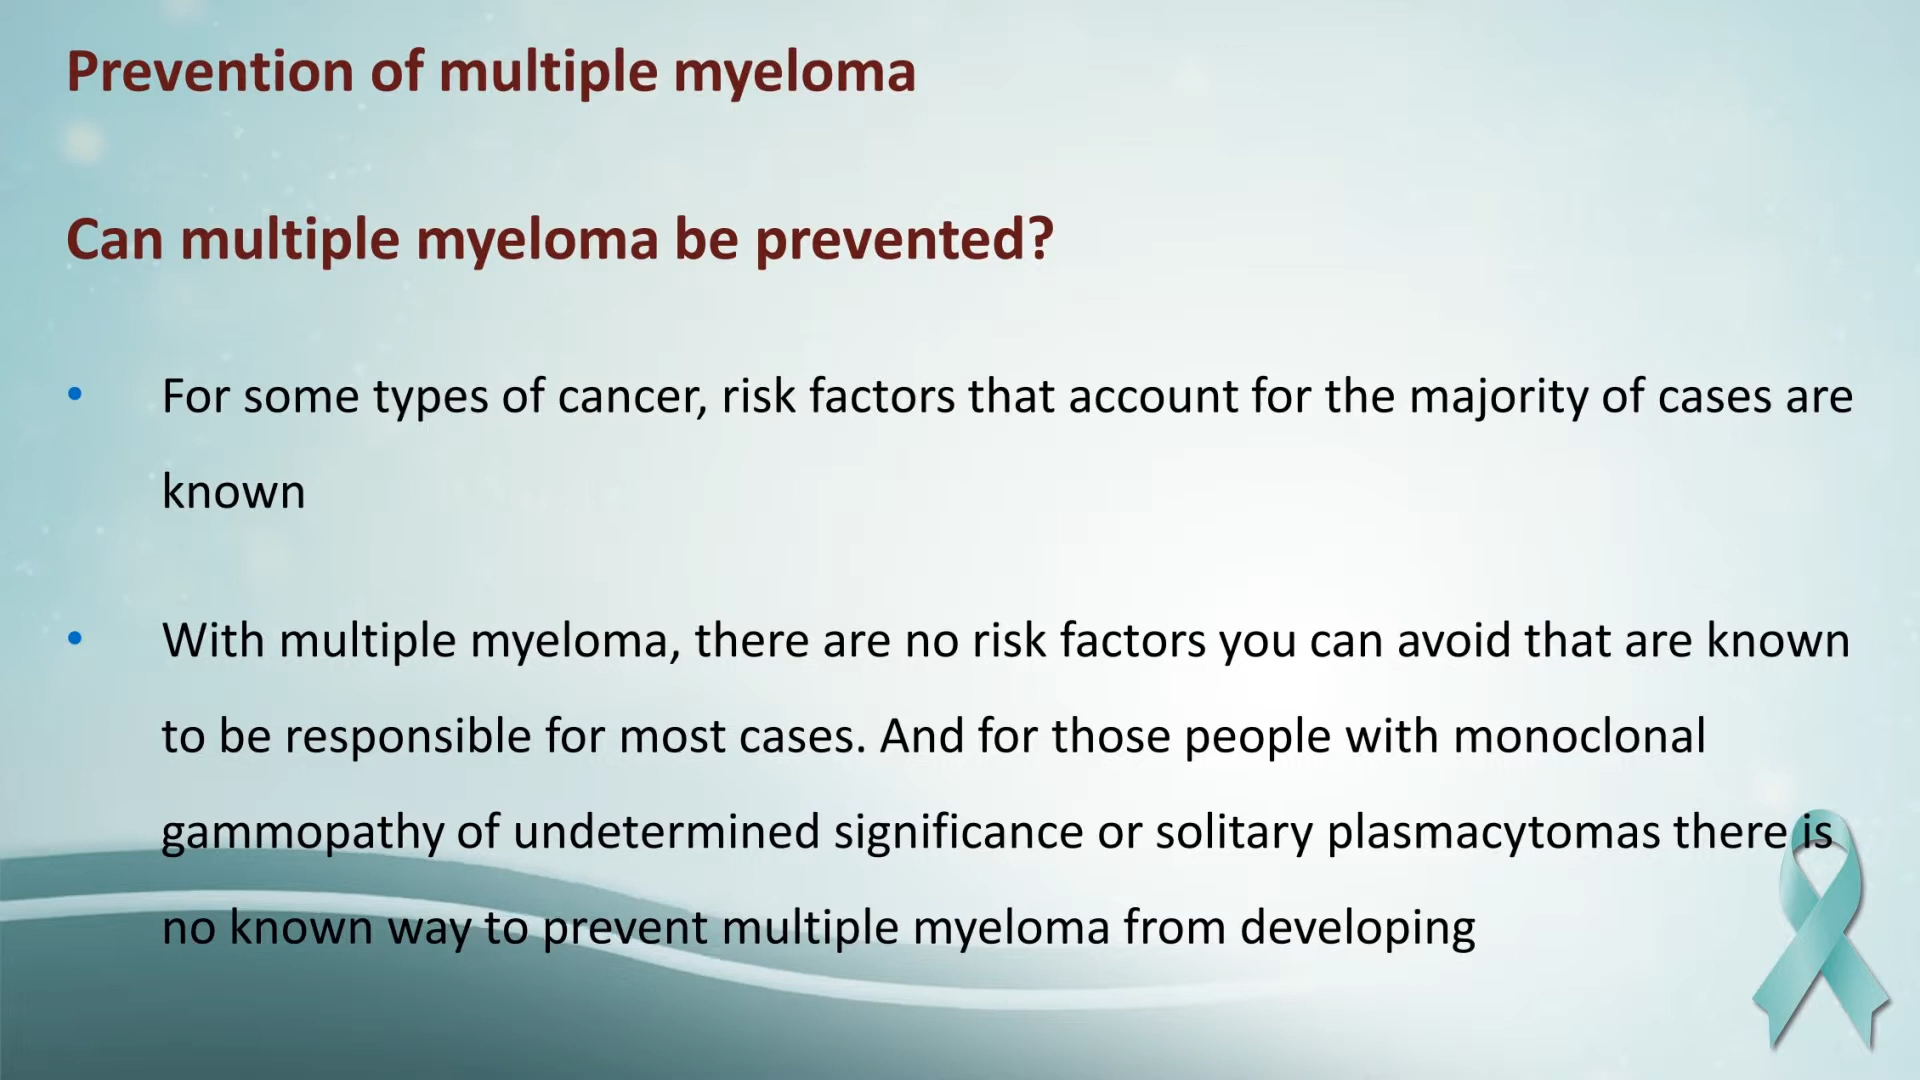 Prevention of multiple myeloma
Can multiple myeloma be prevented?
• For some types of cancer, risk factors that account for the majority of cases are
known
• With multiple myeloma, there are no risk factors you can avoid that are known
to be responsible for most cases. And for those people with monoclonal
gammopathy of undetermined significance or solitary plasmacytomas there is
no known way to prevent multiple myeloma from developing